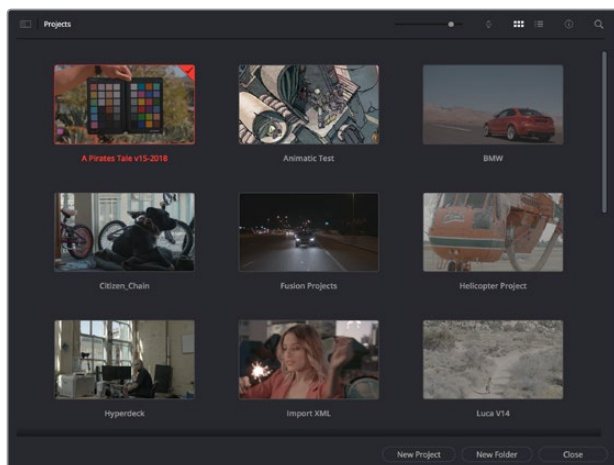 Projects
A Pirates Tale v15-2018
Animatic Test
BMW
Citizen_Chain
Fusion Projects
Helicopter Project
Hyperdeck
Import XML
Luca V14
New Project
New Folder
Close